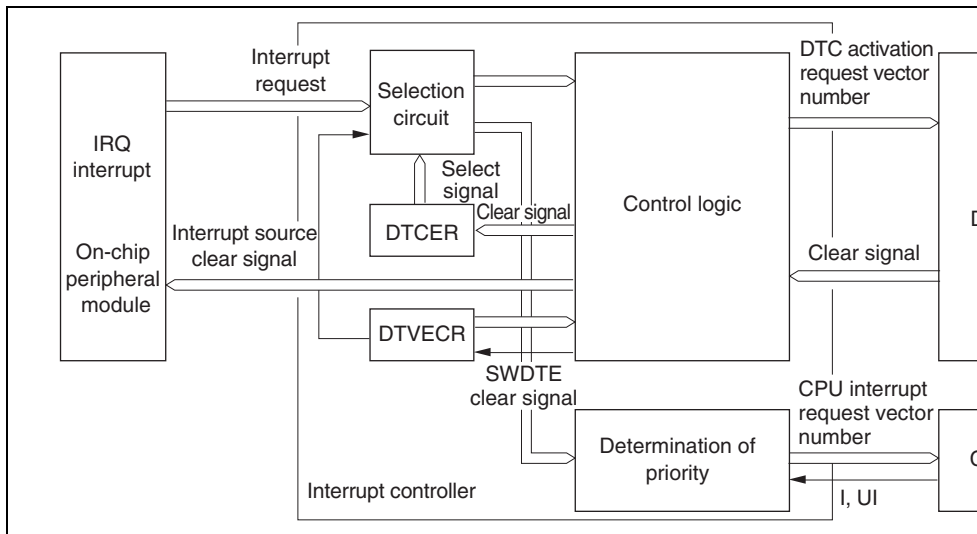 Interrupt
request
IRQ
interrupt
On-chip
peripheral
module
Selection
circuit
Select
signal
DTCER
Clear signal
Interrupt source
clear signal
DTVECR
SWDTE
clear signal
Control logic
DTC activation
request vector
number
Clear signal
D
CPU interrupt
request vector
number
Determination of
priority
I, UI
C
Interrupt controller